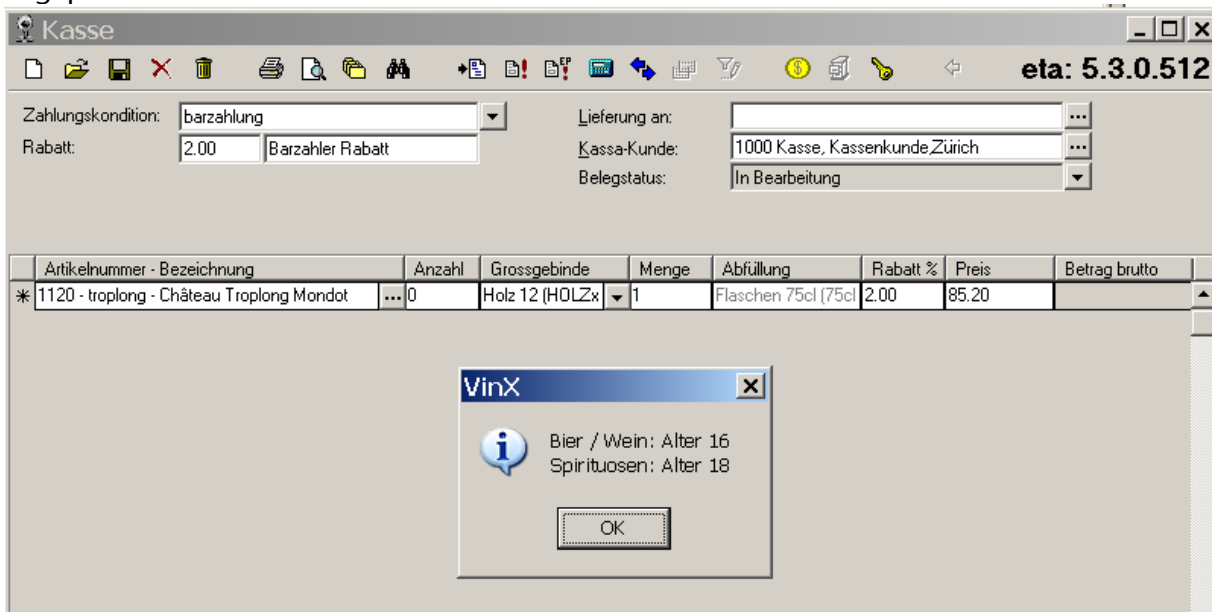 Kasse
eta: 5.3.0.512
Zahlungskondition: barzahlung Lieferung an:
Rabatt: 2.00 Barzahler Rabatt Kassa-Kunde: 1000 Kasse, Kassenkunde,Zürich
Belegstatus: In Bearbeitung
Artikelnummer - Bezeichnung Anzahl Grossgebinde Menge Abfüllung Rabatt % Preis Betrag brutto
1120 - troplong - Château Troplong Mondot ... 0 Holz 12 (HOLZx 1 Flaschen 75cl (75cl 2.00 85.20
VinX
Bier / Wein: Alter 16
Spirituosen: Alter 18
OK